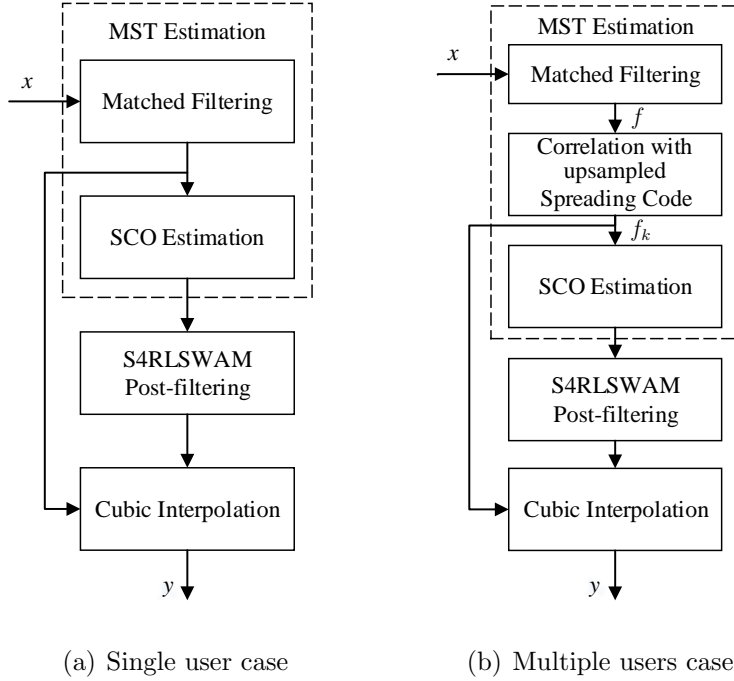 MST Estimation
x
Matched Filtering
SCO Estimation
S4RLSWAM
Post-filtering
Cubic Interpolation
y
(a) Single user case
MST Estimation
x
Matched Filtering
f
Correlation with
upsampled
Spreading Code
f_k
SCO Estimation
S4RLSWAM
Post-filtering
Cubic Interpolation
y
(b) Multiple users case